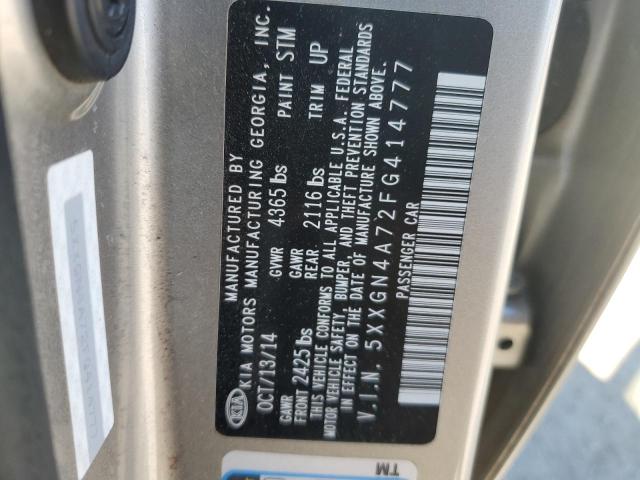 MANUFACTURED BY
KIA KIA MOTORS MANUFACTURING GEORGIA, INC.
OCT/13/14 GVWR 4365 lbs PAINT STM
GAWR FRONT 2425 lbs GAWR REAR 2116 lbs TRIM UP
THIS VEHICLE CONFORMS TO ALL APPLICABLE U.S.A. FEDERAL
MOTOR VEHICLE SAFETY, BUMPER, AND THEFT PREVENTION STANDARDS
IN EFFECT ON THE DATE OF MANUFACTURE SHOWN ABOVE.
V.I.N. 5XXGN4A72FG414777
PASSENGER CAR
TM